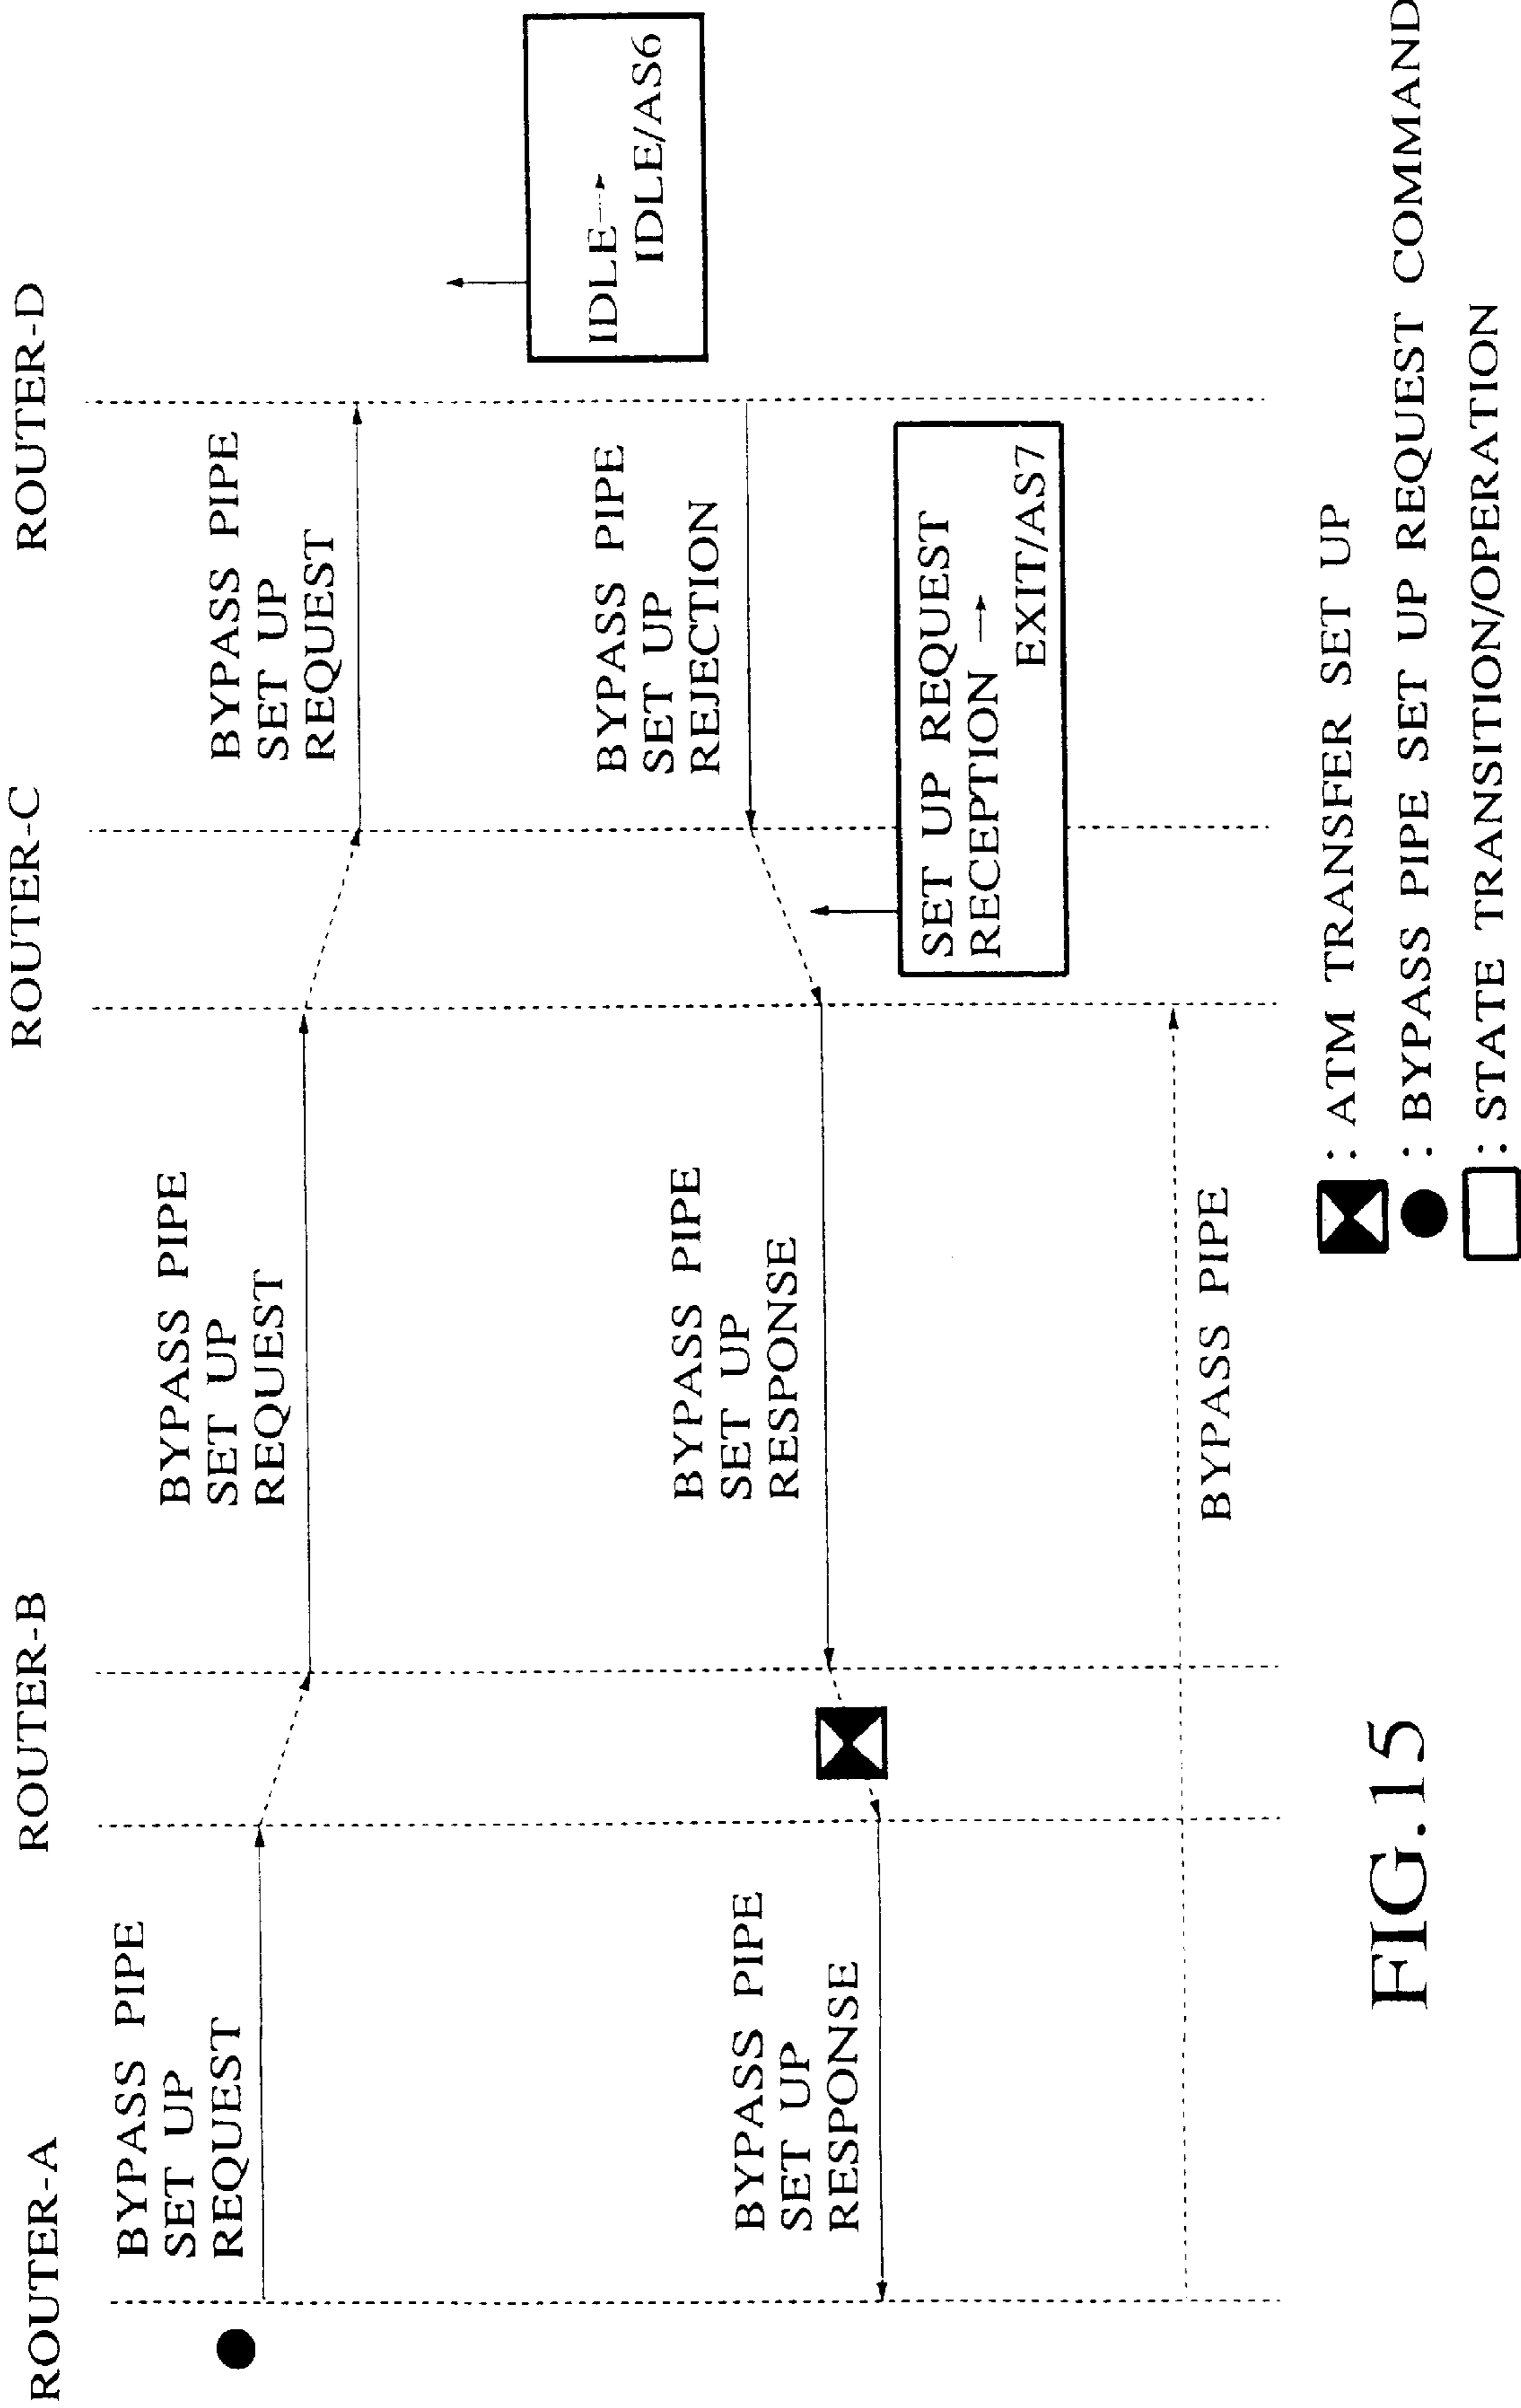 ROUTER-A
ROUTER-B
ROUTER-C
ROUTER-D
BYPASS PIPE
SET UP
REQUEST
BYPASS PIPE
SET UP
REQUEST
BYPASS PIPE
SET UP
REQUEST
IDLE→
IDLE/AS6
BYPASS PIPE
SET UP
REJECTION
SET UP REQUEST
RECEPTION →
EXIT/AS7
BYPASS PIPE
SET UP
RESPONSE
BYPASS PIPE
SET UP
RESPONSE
BYPASS PIPE
: ATM TRANSFER SET UP
: BYPASS PIPE SET UP REQUEST COMMAND
: STATE TRANSITION/OPERATION
FIG.15